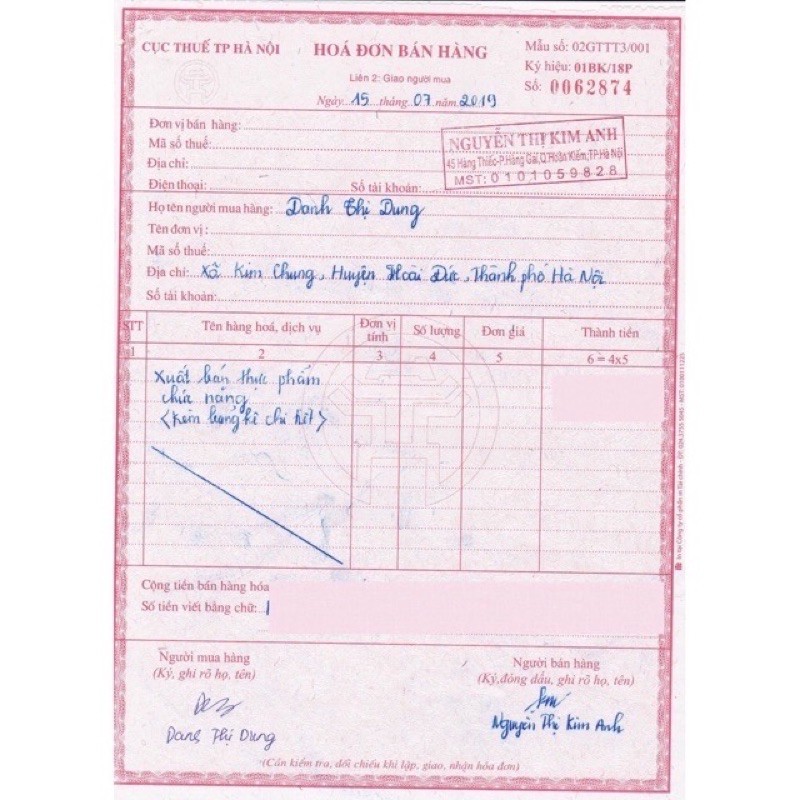 CỤC THUẾ TP HÀ NỘI
HOÁ ĐƠN BÁN HÀNG
Mẫu số: 02GTTT3/001
Liên 2: Giao người mua
Ký hiệu: 01BK/18P
Ngày 15 tháng 07 năm 2019
Số: 0062874
Đơn vị bán hàng:
Mã số thuế:
Địa chỉ:
Điện thoại: Số tài khoản:
NGUYỄN THỊ KIM ANH
45 Hàng Thiếc-P.Hàng Gai,Q.Hoàn Kiếm,TP.Hà Nội
MST: 0101059828
Họ tên người mua hàng: Danh Thị Dung
Tên đơn vị:
Mã số thuế:
Địa chỉ: Xã Kim Chung, Huyện Hoài Đức, Thành phố Hà Nội
Số tài khoản:
STT Tên hàng hoá, dịch vụ Đơn vị tính Số lượng Đơn giá Thành tiền
1 2 3 4 5 6 = 4x5
Xuất bán thực phẩm
chức năng
(Kèm bảng kê chi tiết)
Cộng tiền bán hàng hóa
Số tiền viết bằng chữ:
Người mua hàng
(Ký, ghi rõ họ, tên)
Dang Thị Dung
Người bán hàng
(Ký,đóng dấu, ghi rõ họ, tên)
Nguyễn Thị Kim Anh
(Cần kiểm tra, đối chiếu khi lập, giao, nhận hóa đơn)